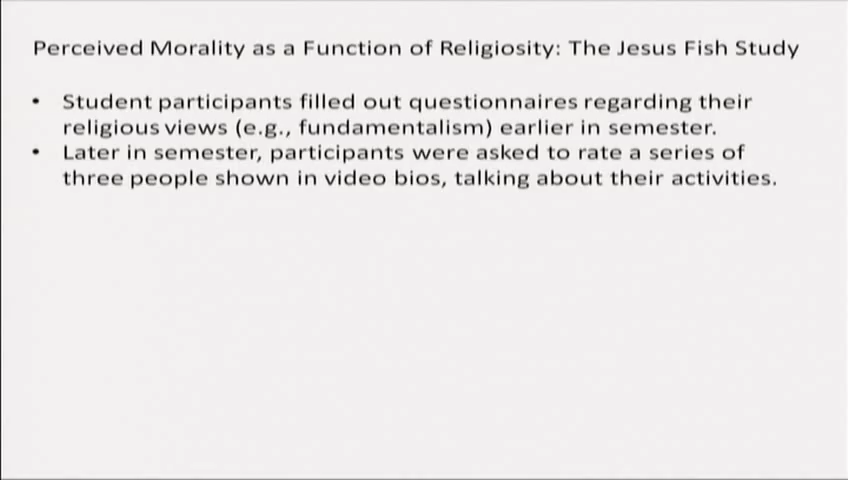 Perceived Morality as a Function of Religiosity: The Jesus Fish Study
• Student participants filled out questionnaires regarding their
religious views (e.g., fundamentalism) earlier in semester.
• Later in semester, participants were asked to rate a series of
three people shown in video bios, talking about their activities.